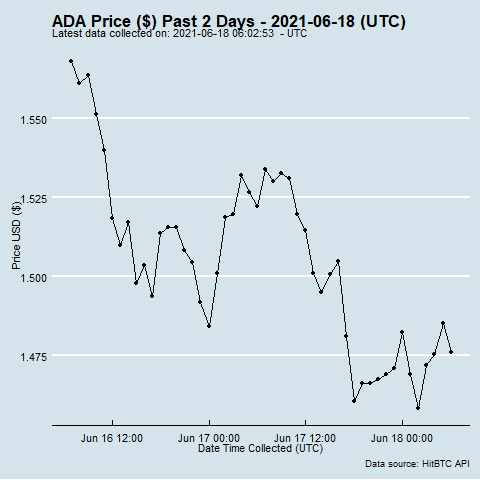 ADA Price ($) Past 2 Days - 2021-06-18 (UTC)
Latest data collected on: 2021-06-18 06:02:53 - UTC
1.550
1.525
1.500
1.475
Price USD ($)
Jun 16 12:00 Jun 17 00:00 Jun 17 12:00 Jun 18 00:00
Date Time Collected (UTC)
Data source: HitBTC API